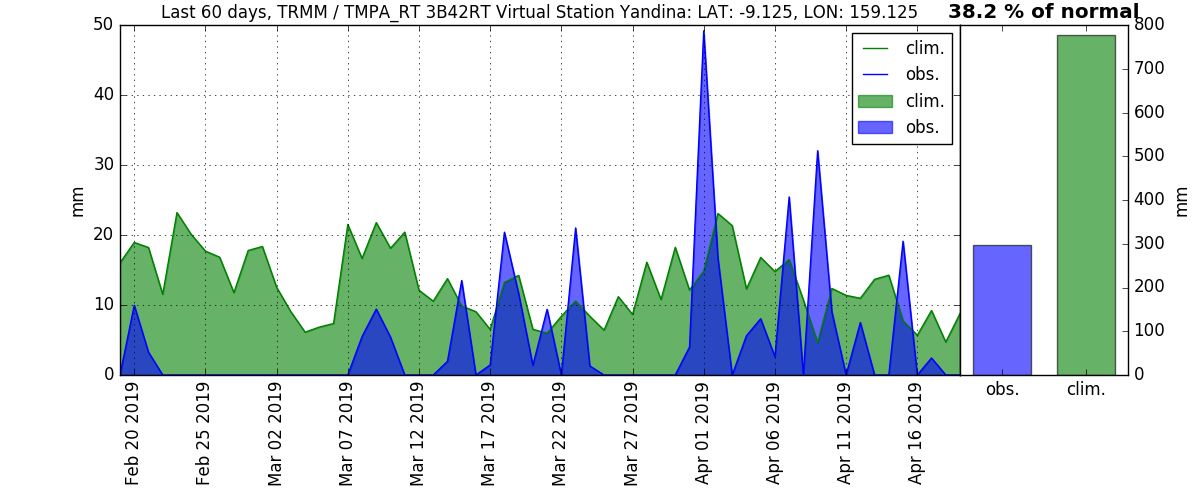 Last 60 days, TRMM / TMPA_RT 3B42RT Virtual Station Yandina: LAT: -9.125, LON: 159.125
38.2 % of normal
50
40
30
20
10
0
mm
clim.
obs.
clim.
obs.
800
700
600
500
400
300
200
100
0
mm
Feb 20 2019
Feb 25 2019
Mar 02 2019
Mar 07 2019
Mar 12 2019
Mar 17 2019
Mar 22 2019
Mar 27 2019
Apr 01 2019
Apr 06 2019
Apr 11 2019
Apr 16 2019
obs.
clim.